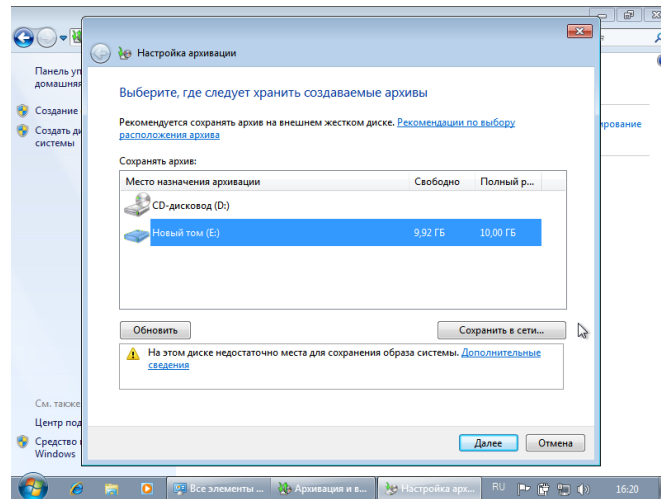 Настройка архивации
Панель уп
домашняя
Выберите, где следует хранить создаваемые архивы
Создание
Создать ди
системы
Рекомендуется сохранять архив на внешнем жестком диске. Рекомендации по выбору
расположения архива
ирование
Сохранять архив:
Место назначения архивации Свободно Полный р...
CD-дисковод (D:)
Новый том (E:) 9,92 ГБ 10,00 ГБ
Обновить Сохранить в сети...
На этом диске недостаточно места для сохранения образа системы. Дополнительные
сведения
См. также
Центр под
Средство
Windows
Далее Отмена
Все элементы ... Архивация и в... Настройка арх... RU 16:20